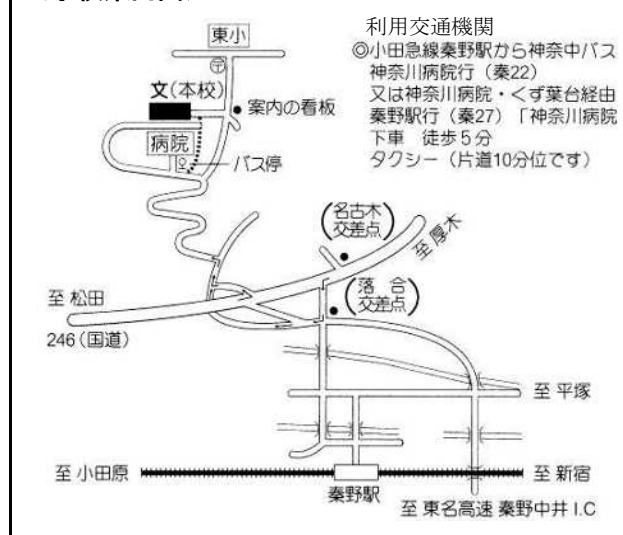 利用交通機関
◎小田急線秦野駅から神奈中バス
神奈川病院行（秦22）
又は神奈川病院・くず葉台経由
秦野駅行（秦27）「神奈川病院
下車 徒歩5分
タクシー（片道10分位です）
東小
〒
文(本校)
案内の看板
病院
バス停
名古木
交差点
至 厚木
落合
交差点
至 松田
246（国道）
至 平塚
至 小田原
秦野駅
至 新宿
至 東名高速 秦野中井 I.C